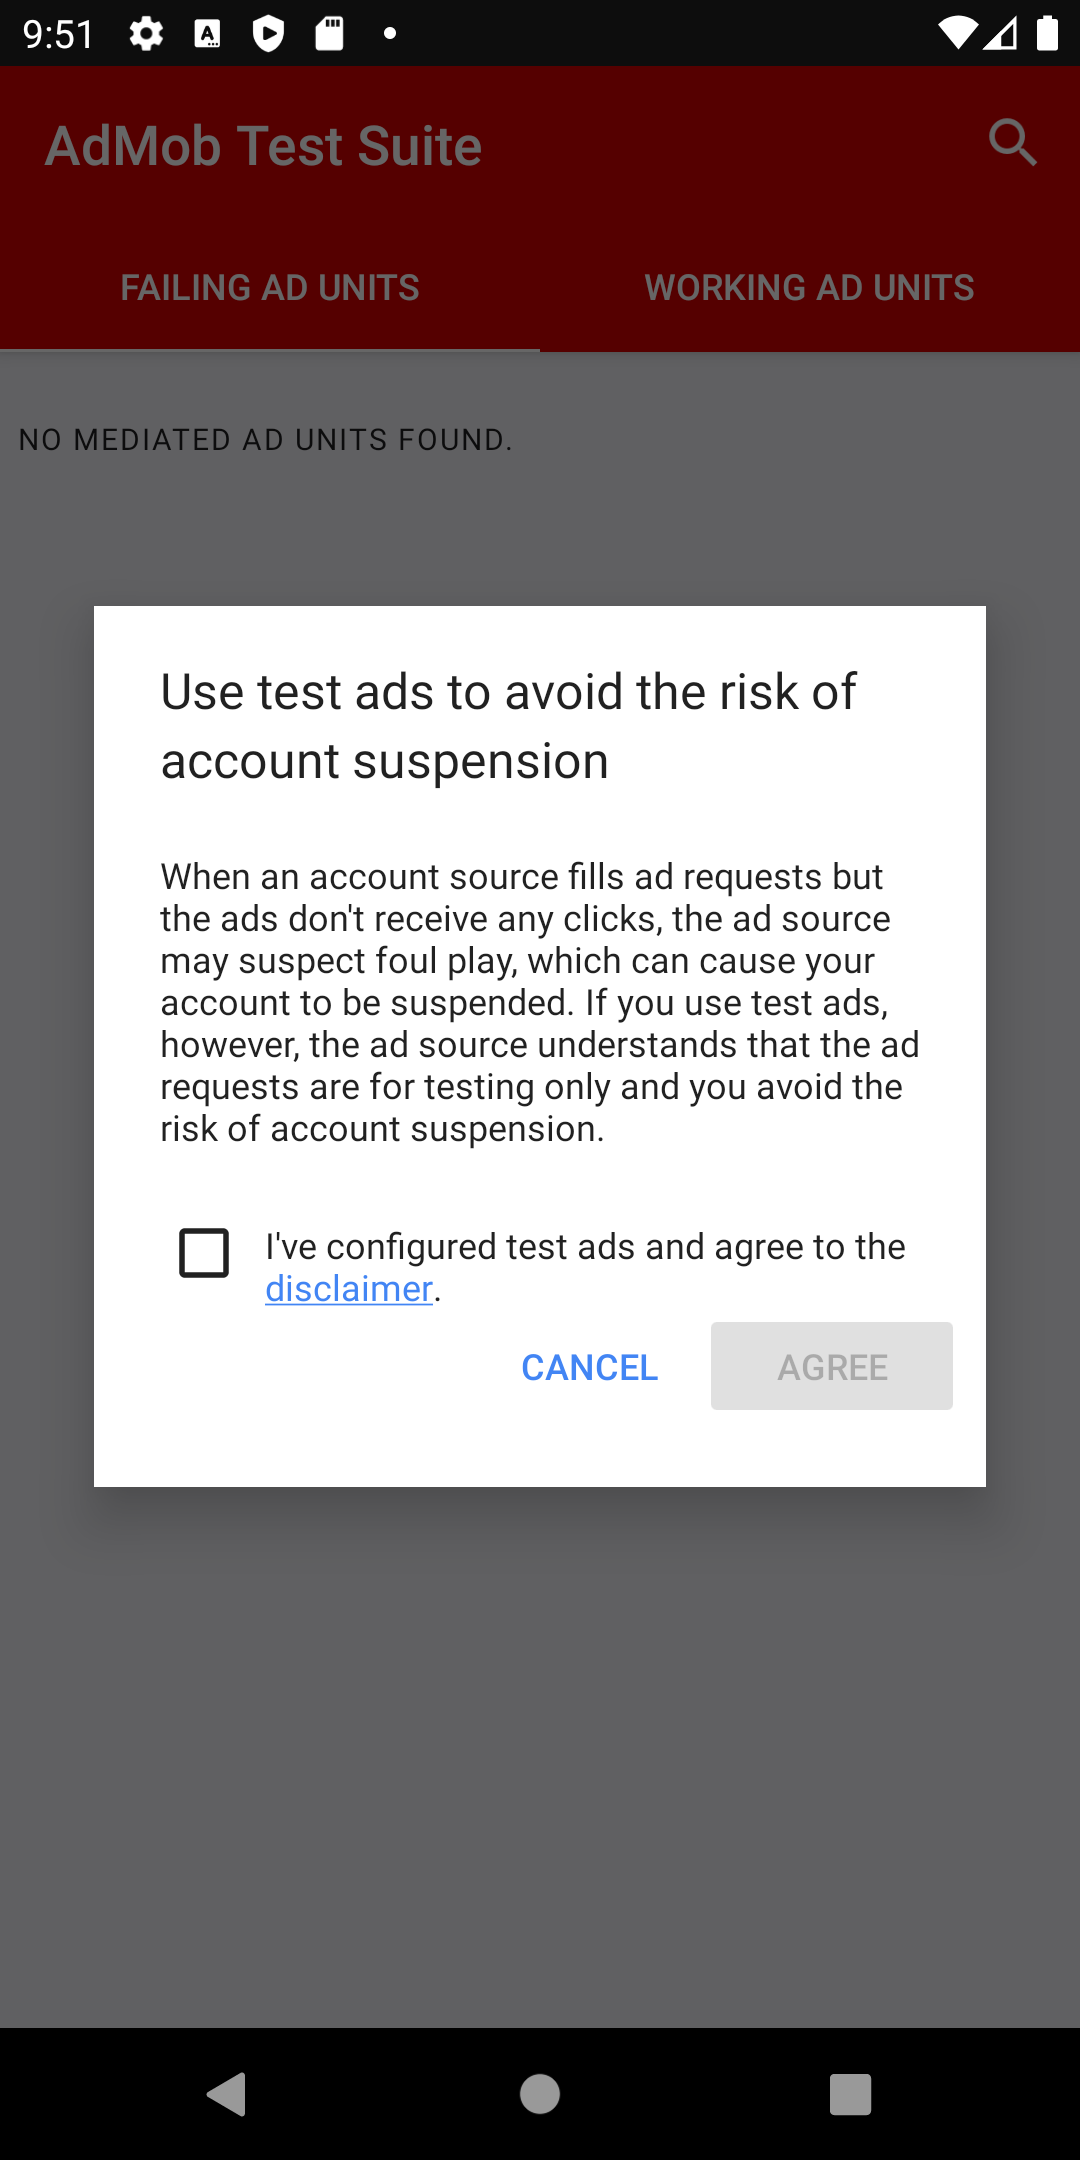 9:51
AdMob Test Suite
FAILING AD UNITS
WORKING AD UNITS
NO MEDIATED AD UNITS FOUND.
Use test ads to avoid the risk of
account suspension
When an account source fills ad requests but
the ads don't receive any clicks, the ad source
may suspect foul play, which can cause your
account to be suspended. If you use test ads,
however, the ad source understands that the ad
requests are for testing only and you avoid the
risk of account suspension.
I've configured test ads and agree to the
disclaimer.
CANCEL
AGREE